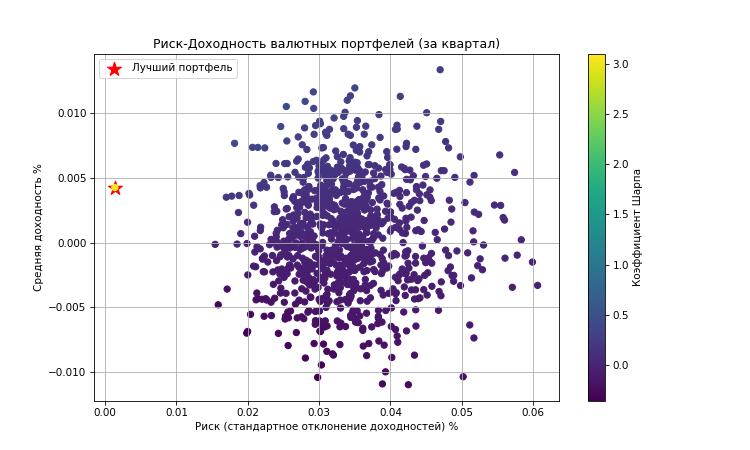 Риск-Доходность валютных портфелей (за квартал)
Лучший портфель
Средняя доходность %
0.010
0.005
0.000
−0.005
−0.010
0.00 0.01 0.02 0.03 0.04 0.05 0.06
Риск (стандартное отклонение доходностей) %
3.0
2.5
2.0
1.5
1.0
0.5
0.0
Коэффициент Шарпа